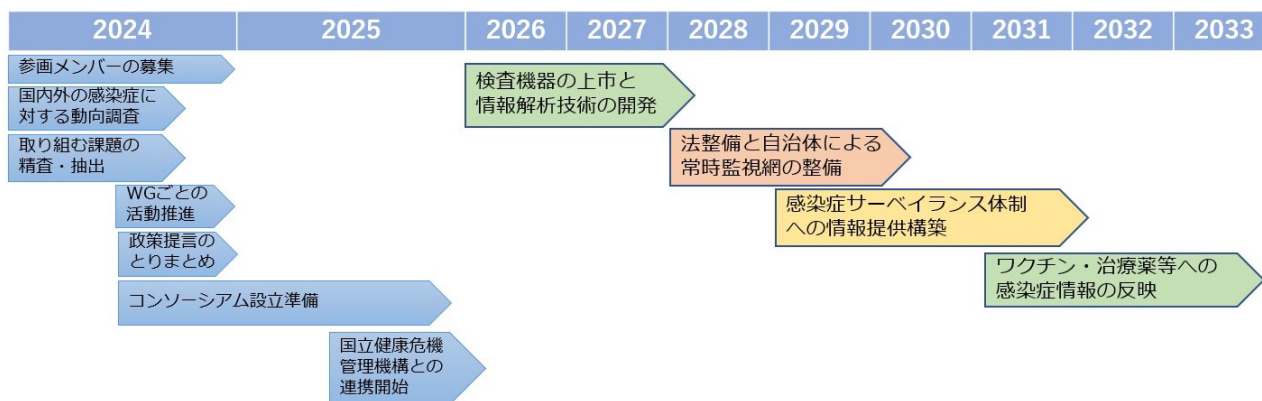 2024 2025 2026 2027 2028 2029 2030 2031 2032 2033
参画メンバーの募集
国内外の感染症に
対する動向調査
取り組む課題の
精査・抽出
WGごとの
活動推進
政策提言の
とりまとめ
コンソーシアム設立準備
国立健康危機
管理機構との
連携開始
検査機器の上市と
情報解析技術の開発
法整備と自治体による
常時監視網の整備
感染症サーベイランス体制
への情報提供構築
ワクチン・治療薬等への
感染症情報の反映